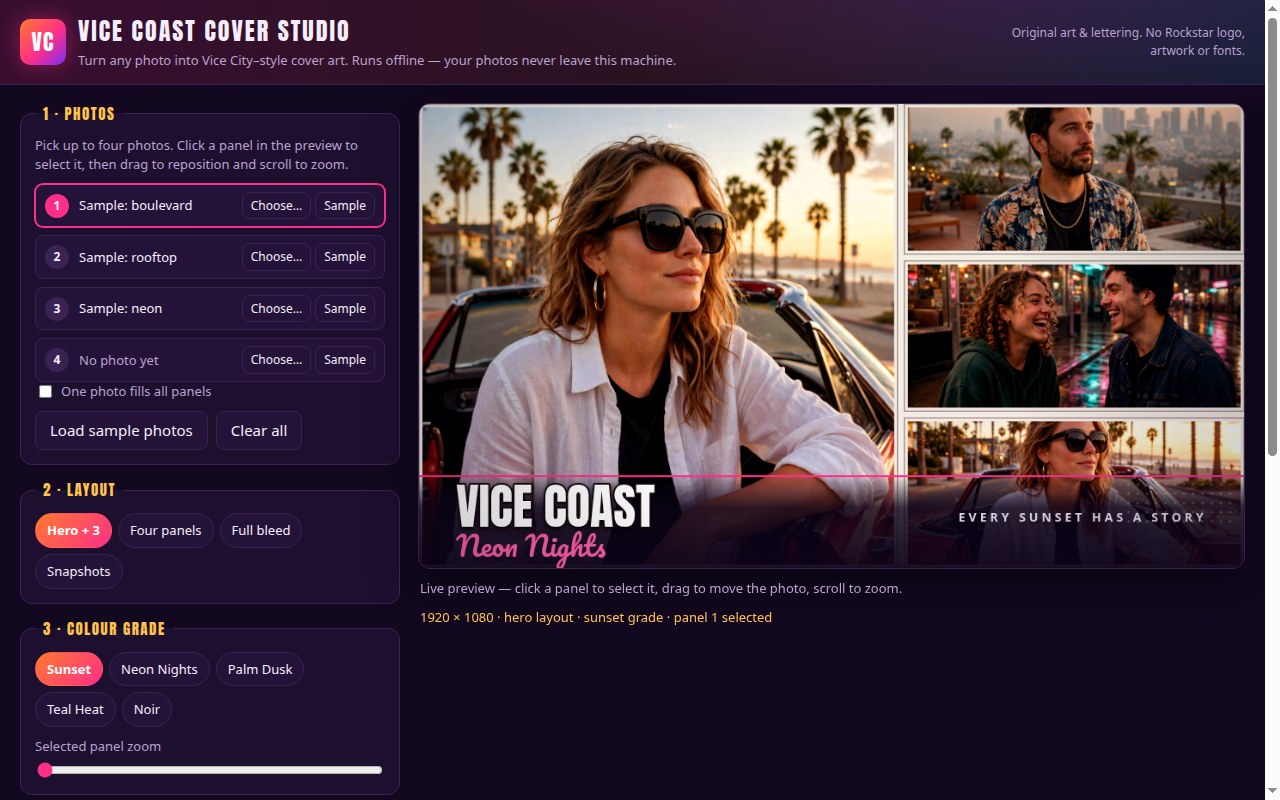 VC
VICE COAST COVER STUDIO
Turn any photo into Vice City–style cover art. Runs offline — your photos never leave this machine.
Original art & lettering. No Rockstar logo,
artwork or fonts.
1 · PHOTOS
Pick up to four photos. Click a panel in the preview to
select it, then drag to reposition and scroll to zoom.
1 Sample: boulevard Choose... Sample
2 Sample: rooftop Choose... Sample
3 Sample: neon Choose... Sample
4 No photo yet Choose... Sample
One photo fills all panels
Load sample photos Clear all
2 · LAYOUT
Hero + 3 Four panels Full bleed
Snapshots
3 · COLOUR GRADE
Sunset Neon Nights Palm Dusk
Teal Heat Noir
Selected panel zoom
VICE COAST
Neon Nights
EVERY SUNSET HAS A STORY
Live preview — click a panel to select it, drag to move the photo, scroll to zoom.
1920 × 1080 · hero layout · sunset grade · panel 1 selected